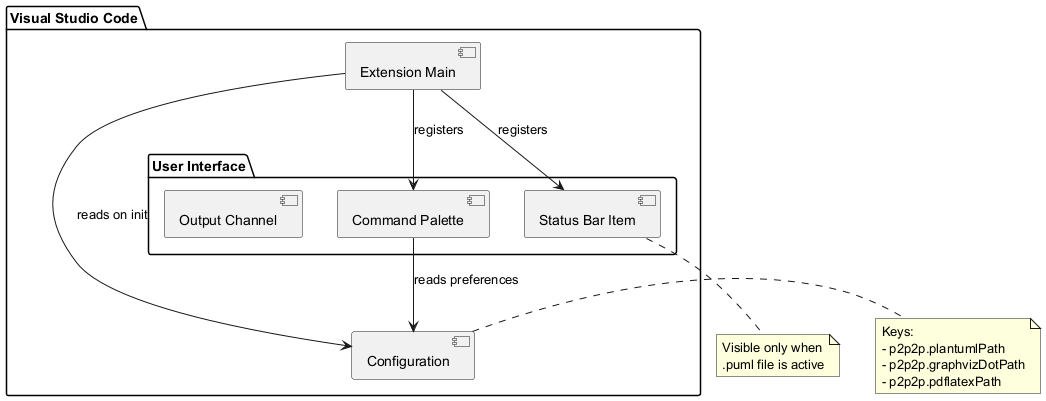 Visual Studio Code
Extension Main
registers
registers
User Interface
Output Channel
Command Palette
Status Bar Item
reads on init
reads preferences
Configuration
Visible only when
.puml file is active
Keys:
- p2p2p.plantumlPath
- p2p2p.graphvizDotPath
- p2p2p.pdflatexPath